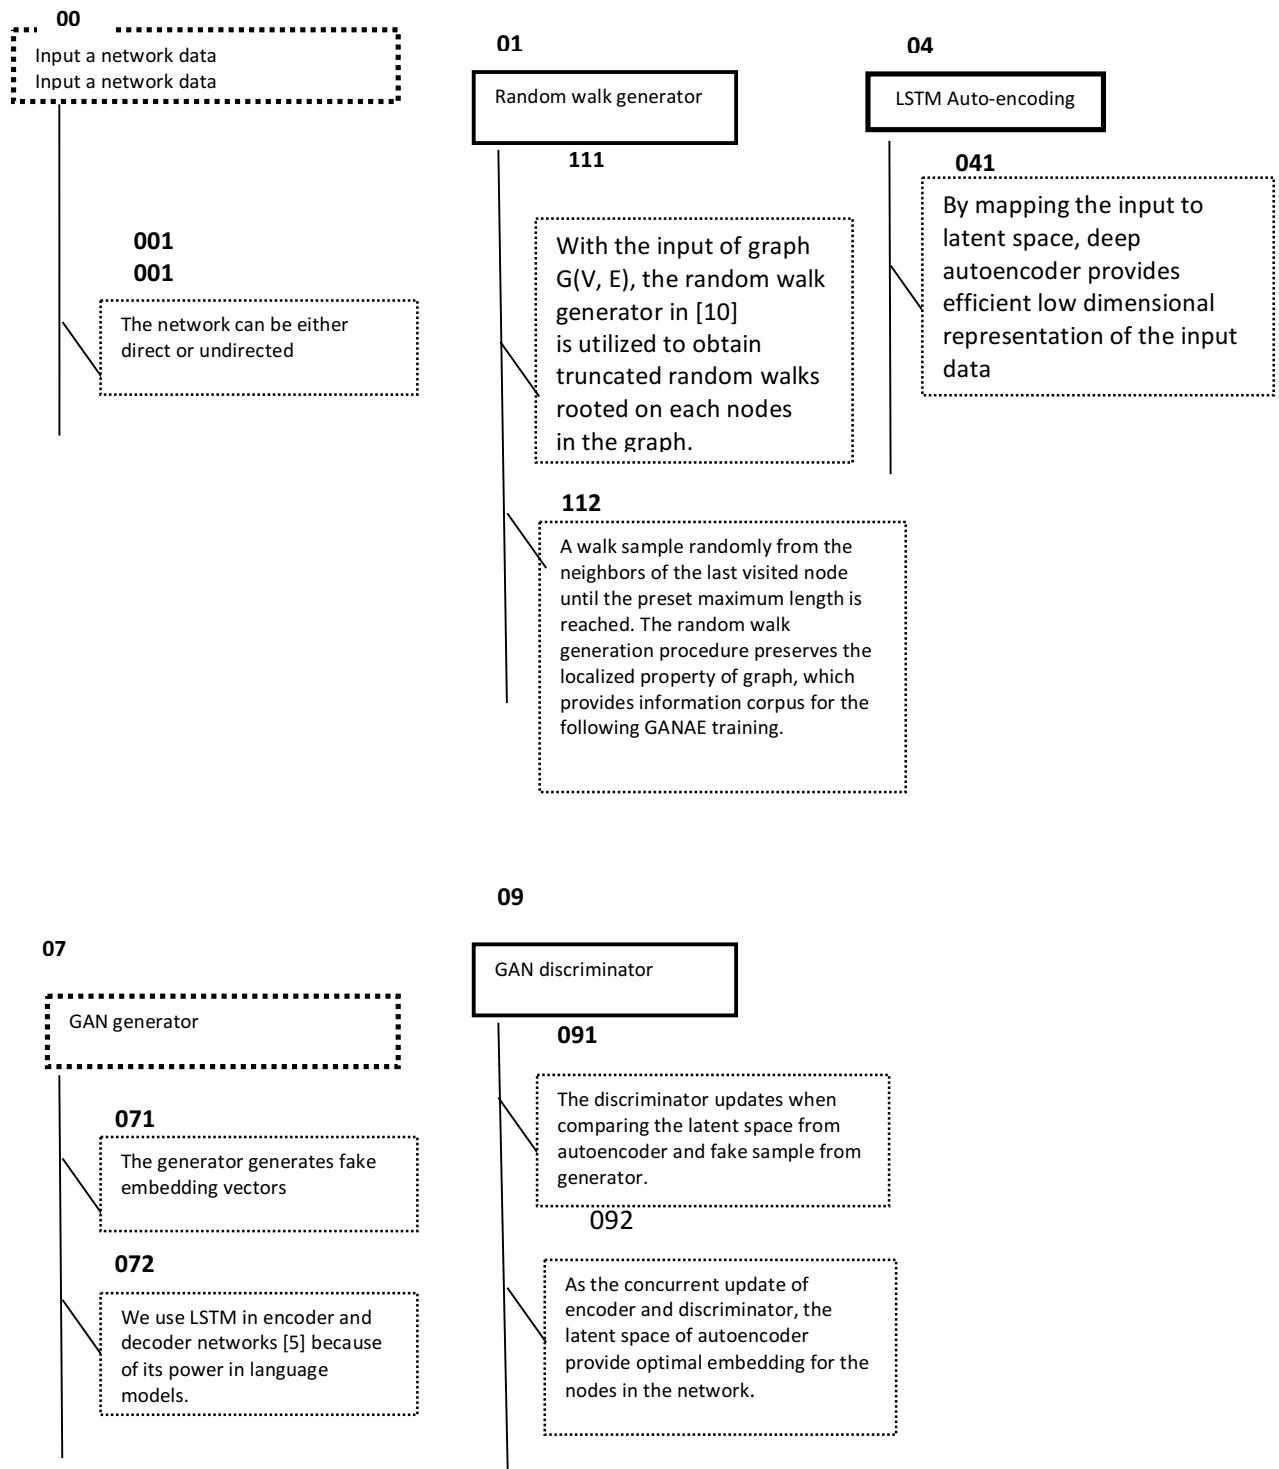 00
Input a network data
Input a network data
001
001
The network can be either
direct or undirected
01
Random walk generator
111
With the input of graph
G(V, E), the random walk
generator in [10]
is utilized to obtain
truncated random walks
rooted on each nodes
in the graph.
112
A walk sample randomly from the
neighbors of the last visited node
until the preset maximum length is
reached. The random walk
generation procedure preserves the
localized property of graph, which
provides information corpus for the
following GANAE training.
04
LSTM Auto-encoding
041
By mapping the input to
latent space, deep
autoencoder provides
efficient low dimensional
representation of the input
data
07
GAN generator
071
The generator generates fake
embedding vectors
072
We use LSTM in encoder and
decoder networks [5] because
of its power in language
models.
09
GAN discriminator
091
The discriminator updates when
comparing the latent space from
autoencoder and fake sample from
generator.
092
As the concurrent update of
encoder and discriminator, the
latent space of autoencoder
provide optimal embedding for the
nodes in the network.